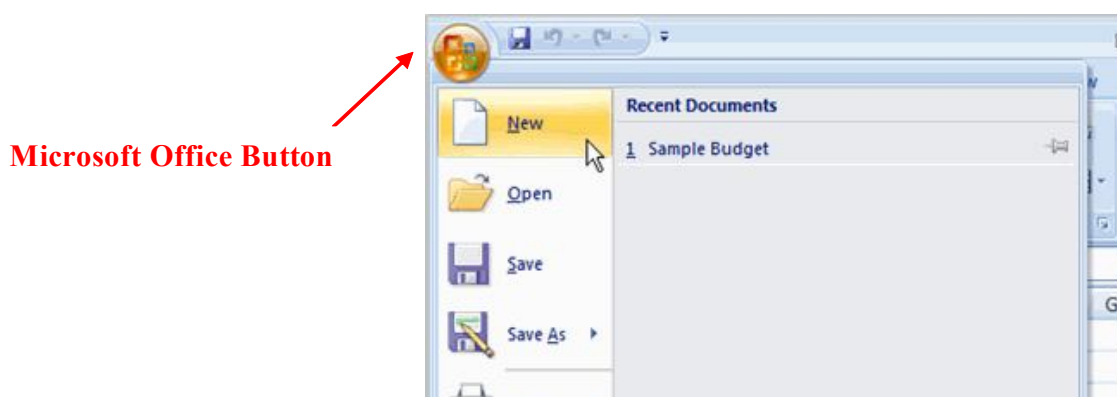 Microsoft Office Button
New
Open
Save
Save As
Recent Documents
1 Sample Budget
G